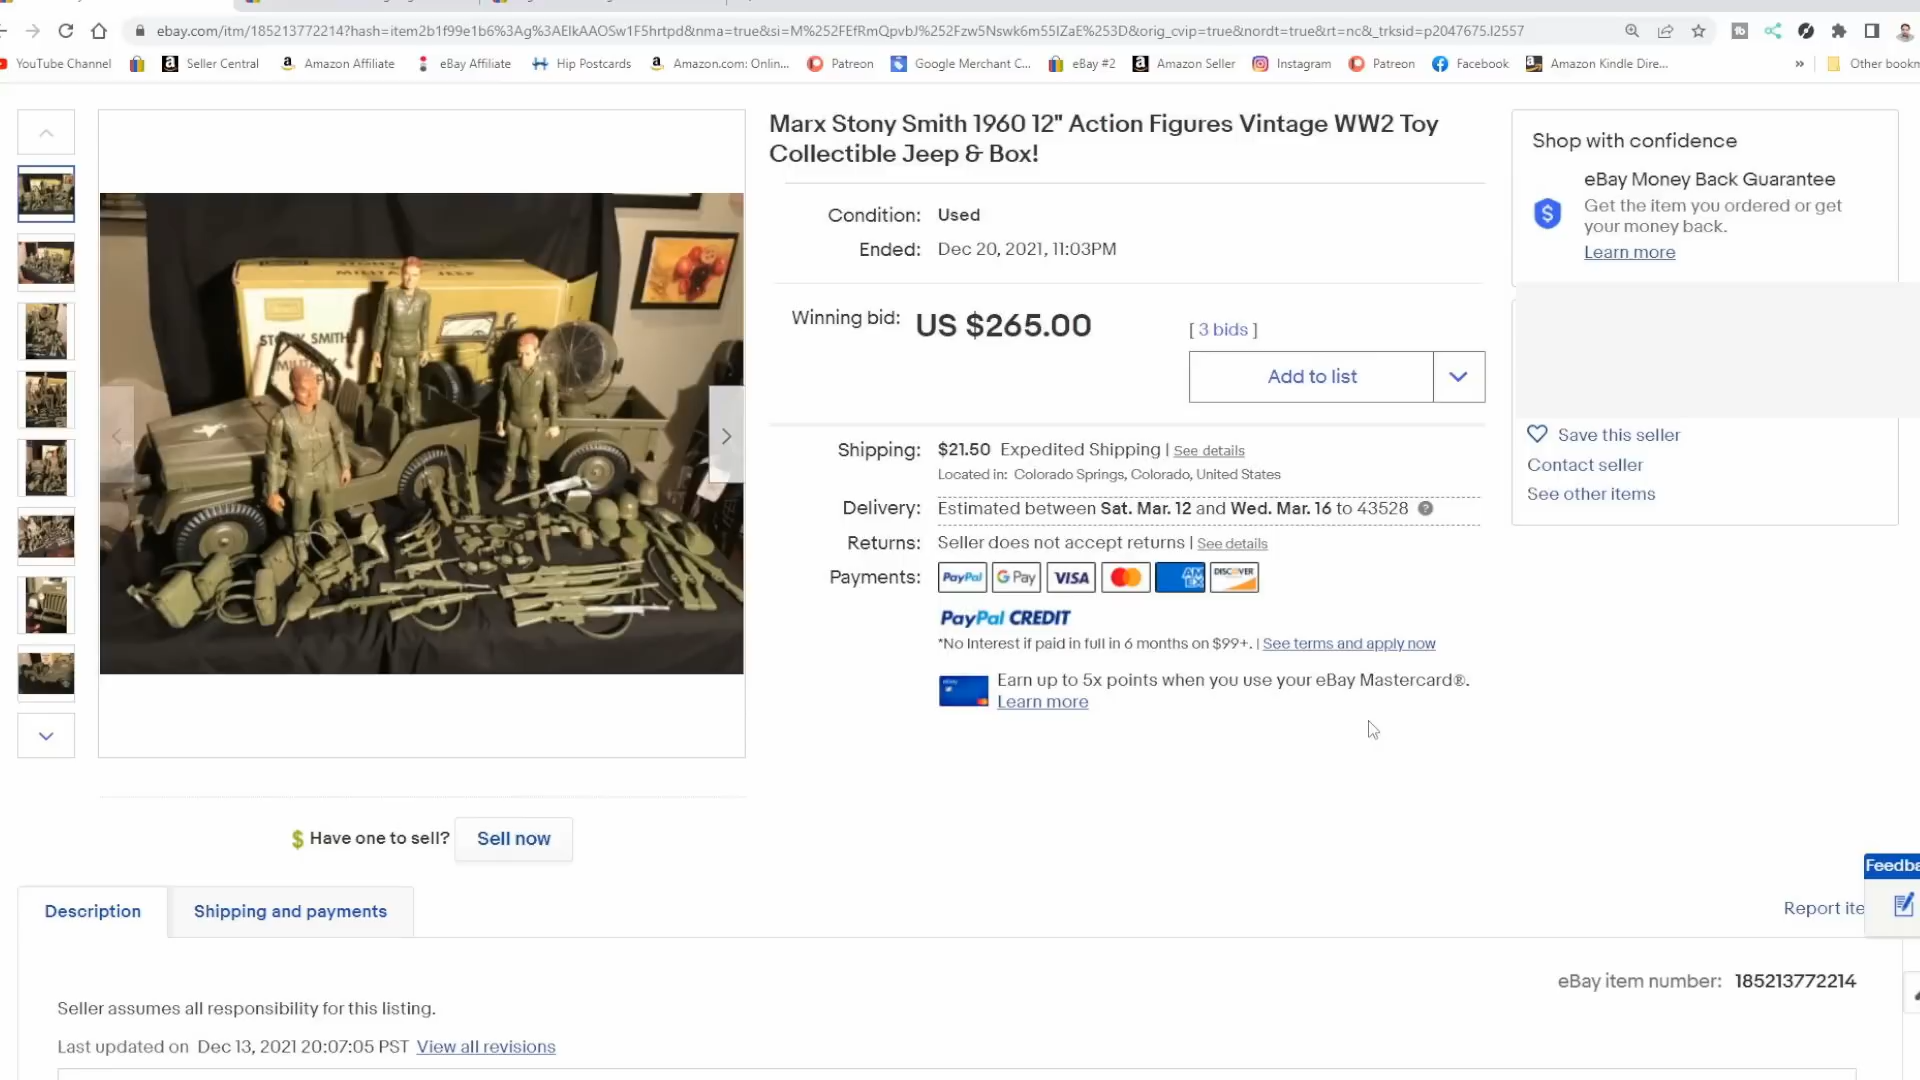 ebay.com/itm/185213772214?hash=item2b1f99e1b6%3Ag%3AEIkAAOSw1F5hrtpd&nma=true&si=M%252FEfRmQpvbJ%252Fzw5Nswk6m55IZaE%253D&orig_cvip=true&nordt=true&rt=nc&_trksid=p2047675.l2557
YouTube Channel
Seller Central
Amazon Affiliate
eBay Affiliate
Hip Postcards
Amazon.com: Onlin...
Patreon
Google Merchant C...
eBay #2
Amazon Seller
Instagram
Patreon
Facebook
Amazon Kindle Dire...
»
Other bookm
Marx Stony Smith 1960 12" Action Figures Vintage WW2 Toy
Collectible Jeep & Box!
Condition: Used
Ended: Dec 20, 2021, 11:03PM
Winning bid: US $265.00
[ 3 bids ]
Add to list
Shipping: $21.50 Expedited Shipping | See details
Located in: Colorado Springs, Colorado, United States
Delivery: Estimated between Sat. Mar. 12 and Wed. Mar. 16 to 43528
Returns: Seller does not accept returns | See details
Payments: PayPal G Pay VISA AMEX DISCOVER
PayPal CREDIT
*No Interest if paid in full in 6 months on $99+. | See terms and apply now
Earn up to 5x points when you use your eBay Mastercard®.
Learn more
Shop with confidence
eBay Money Back Guarantee
Get the item you ordered or get
your money back.
Learn more
Save this seller
Contact seller
See other items
MILITARY JEEP
STONY SMITH
$ Have one to sell? Sell now
Feedba
Description
Shipping and payments
Report ite
eBay item number: 185213772214
Seller assumes all responsibility for this listing.
Last updated on Dec 13, 2021 20:07:05 PST View all revisions